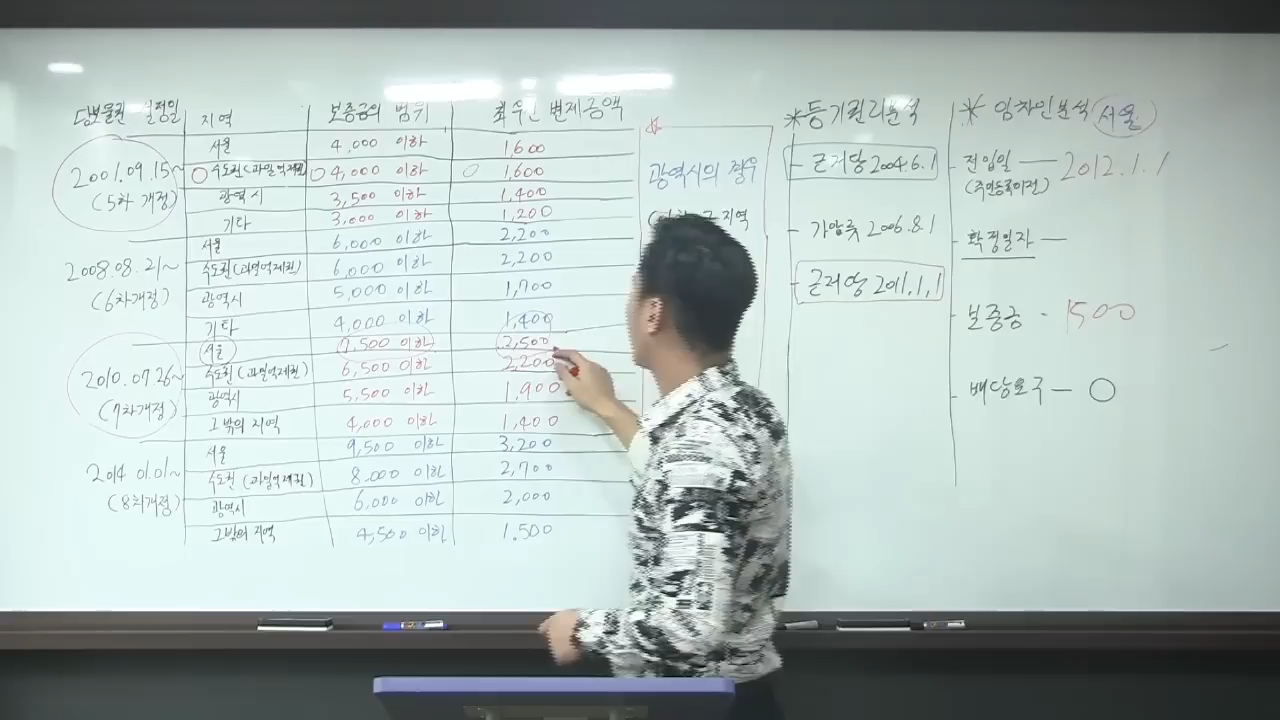 담보물권 설정일 지역 보증금의 범위 최우선 변제금액
2001.09.15~
(5차 개정)
서울 4,000 이하 1,600
수도권(과밀억제권) 4,000 이하 1,600
광역시 3,500 이하 1,400
기타 3,000 이하 1,200
2008.08.21~
(6차개정)
서울 6,000 이하 2,200
수도권(과밀억제권) 6,000 이하 2,200
광역시 5,000 이하 1,700
기타 4,000 이하 1,400
2010.07.26~
(7차개정)
서울 7,500 이하 2,500
수도권(과밀억제권) 6,500 이하 2,200
광역시 5,500 이하 1,900
그 밖의 지역 4,000 이하 1,400
2014.01.01~
(8차개정)
서울 9,500 이하 3,200
수도권(과밀억제권) 8,000 이하 2,700
광역시 6,000 이하 2,000
그밖의 지역 4,500 이하 1.500
광역시의 경우
지역
*등기권리분석
- 근저당 2004.6.1
- 가압류 2006.8.1
- 근저당 2011.1.1
* 임차인분석 서울
- 전입일 — 2012.1.1
(주민등록이전)
- 확정일자 —
- 보증금 - 1500
- 배당요구 — ○